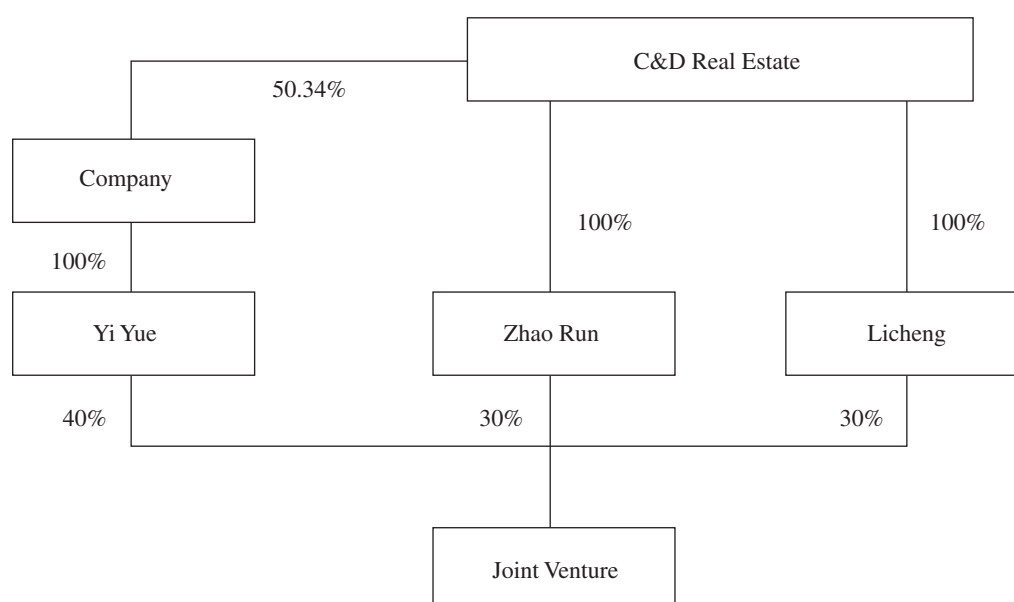 C&D Real Estate
50.34%
Company
100%
100%
100%
Yi Yue
Zhao Run
Licheng
40%
30%
30%
Joint Venture